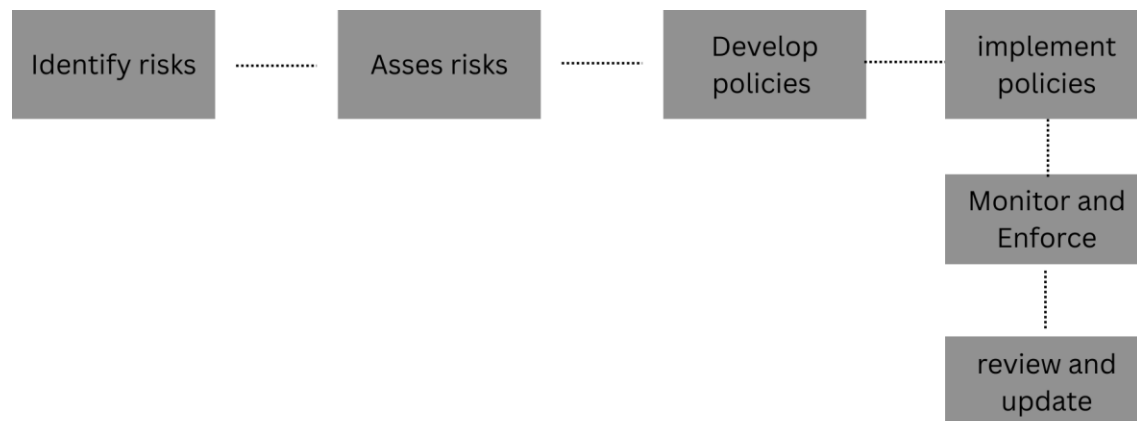 Identify risks
Asses risks
Develop
policies
implement
policies
Monitor and
Enforce
review and
update